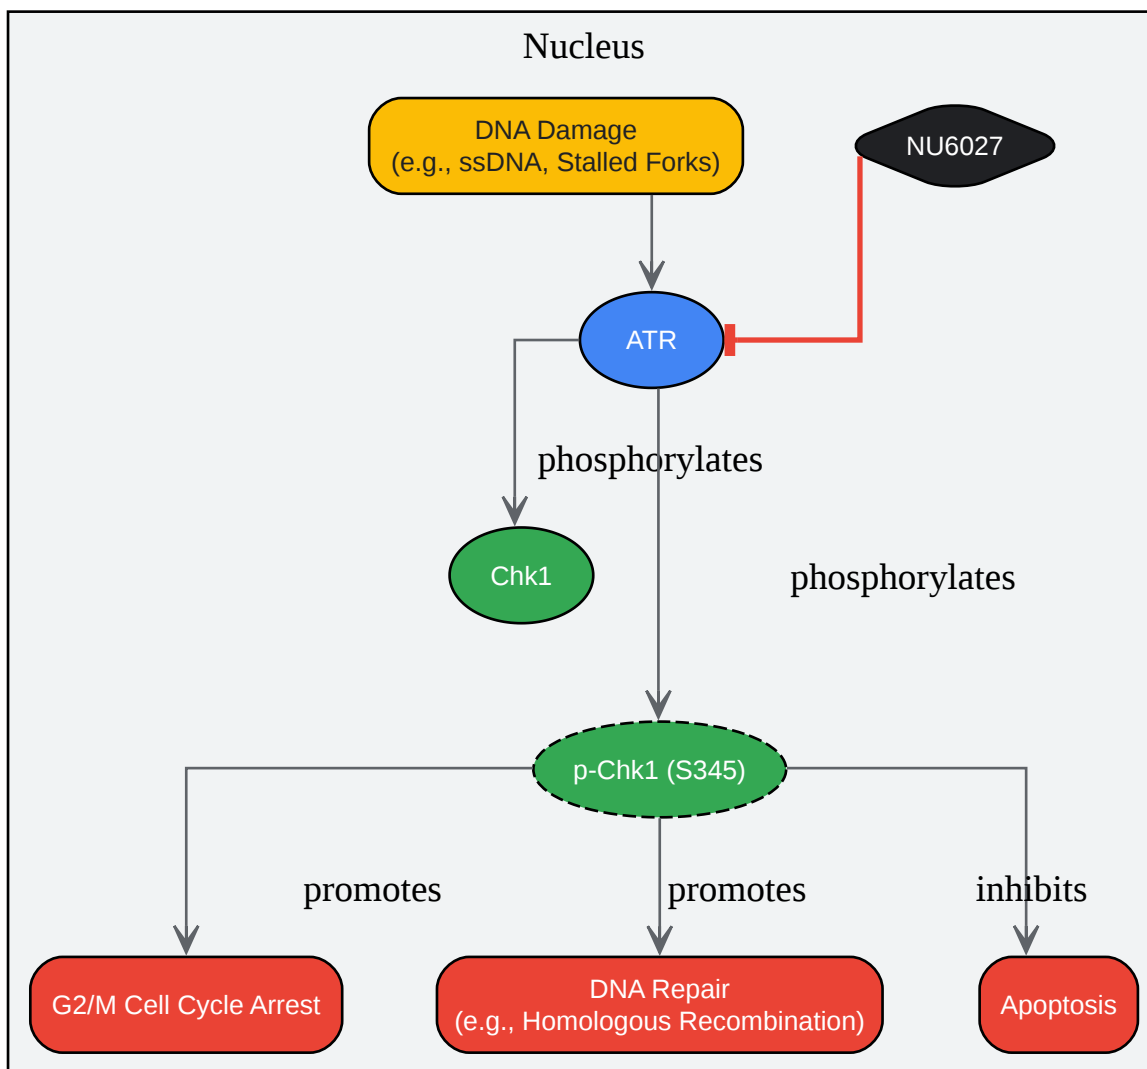 Nucleus
DNA Damage
(e.g., ssDNA, Stalled Forks)
NU6027
ATR
phosphorylates
Chk1
phosphorylates
p-Chk1 (S345)
promotes
promotes
inhibits
G2/M Cell Cycle Arrest
DNA Repair
(e.g., Homologous Recombination)
Apoptosis